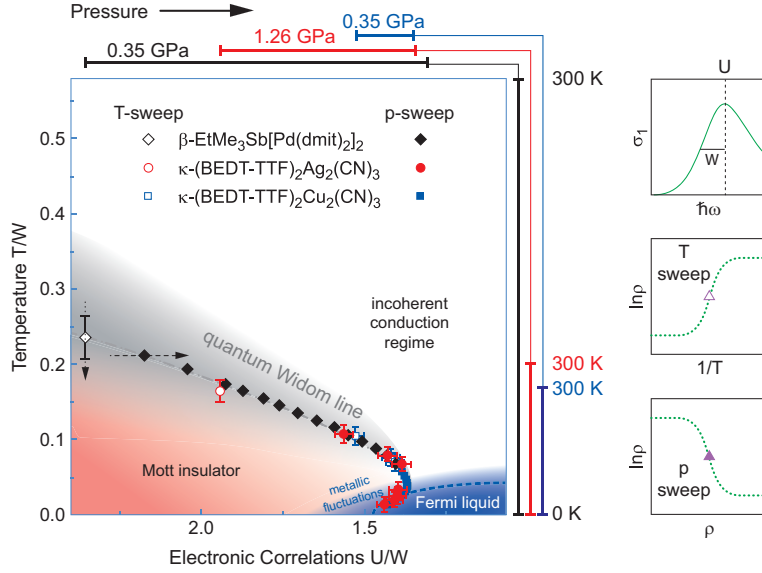 Pressure
0.35 GPa
1.26 GPa
0.35 GPa
T-sweep p-sweep
β-EtMe₃Sb[Pd(dmit)₂]₂
κ-(BEDT-TTF)₂Ag₂(CN)₃
κ-(BEDT-TTF)₂Cu₂(CN)₃
quantum Widom line
incoherent
conduction
regime
Mott insulator
metallic
fluctuations
Fermi liquid
Temperature T/W
0.5
0.4
0.3
0.2
0.1
0.0
2.0 1.5
Electronic Correlations U/W
300 K
300 K
300 K
0 K
U
σ₁
W
ħω
T
sweep
lnρ
1/T
p
sweep
lnρ
ρ